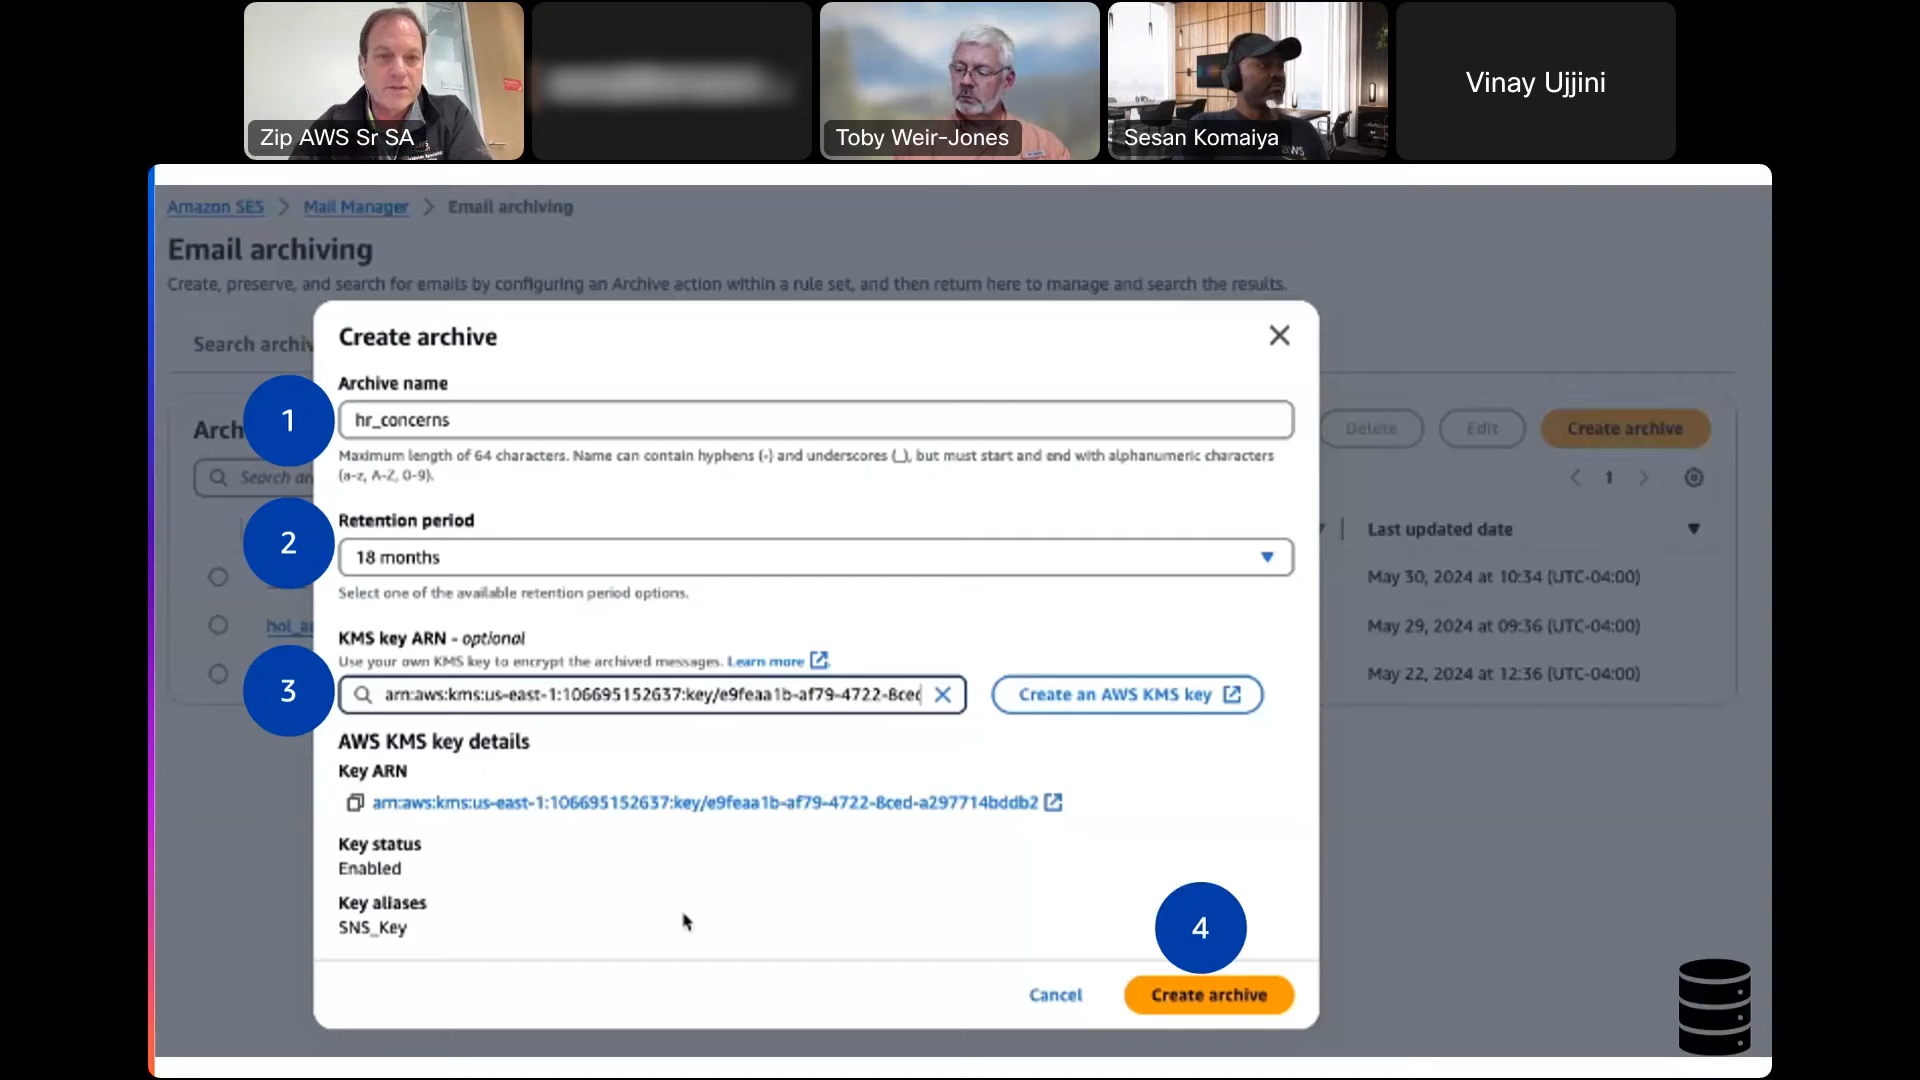 Zip AWS Sr SA
Toby Weir-Jones
Sesan Komaiya
aws
Vinay Ujjini
Amazon SES > Mail Manager > Email archiving
Email archiving
Create, preserve, and search for emails by configuring an Archive action within a rule set, and then return here to manage and search the results.
Search archiv
Create archive
Archive name
hr_concerns
Maximum length of 64 characters. Name can contain hyphens (-) and underscores (_), but must start and end with alphanumeric characters
(a-z, A-Z, 0-9).
1
Arch
Search ar
Delete
Edit
Create archive
1
Retention period
2
18 months
Select one of the available retention period options.
Last updated date
May 30, 2024 at 10:34 (UTC-04:00)
hol_a
May 29, 2024 at 09:36 (UTC-04:00)
May 22, 2024 at 12:36 (UTC-04:00)
KMS key ARN - optional
Use your own KMS key to encrypt the archived messages. Learn more
3
arn:aws:kms:us-east-1:106695152637:key/e9feaa1b-af79-4722-8ced
Create an AWS KMS key
AWS KMS key details
Key ARN
arn:aws:kms:us-east-1:106695152637:key/e9feaa1b-af79-4722-8ced-a297714bddb2
Key status
Enabled
Key aliases
SNS_Key
4
Cancel
Create archive